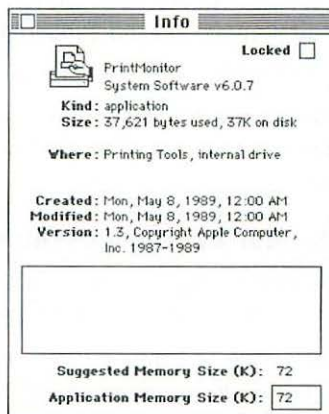 Info
Locked
PrintMonitor
System Software v6.0.7
Kind: application
Size: 37,621 bytes used, 37K on disk
Where: Printing Tools, internal drive
Created: Mon, May 8, 1989, 12:00 AM
Modified: Mon, May 8, 1989, 12:00 AM
Version: 1.3, Copyright Apple Computer,
Inc. 1987-1989
Suggested Memory Size (K): 72
Application Memory Size (K): 72